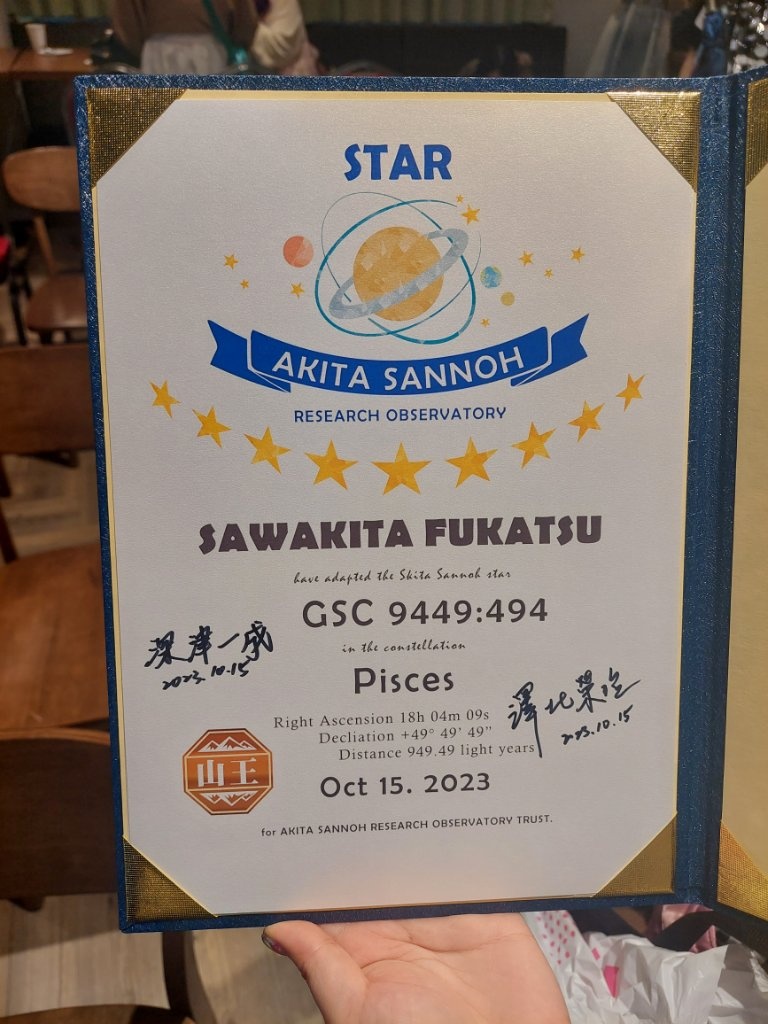 STAR
AKITA SANNOH
RESEARCH OBSERVATORY
SAWAKITA FUKATSU
have adapted the Skita Sannoh star
GSC 9449:494
in the constellation
Pisces
深津一成
2023.10.15
澤北榮治
2023.10.15
Right Ascension 18h 04m 09s
Decliation +49° 49' 49”
Distance 949.49 light years
山王
Oct 15. 2023
for AKITA SANNOH RESEARCH OBSERVATORY TRUST.